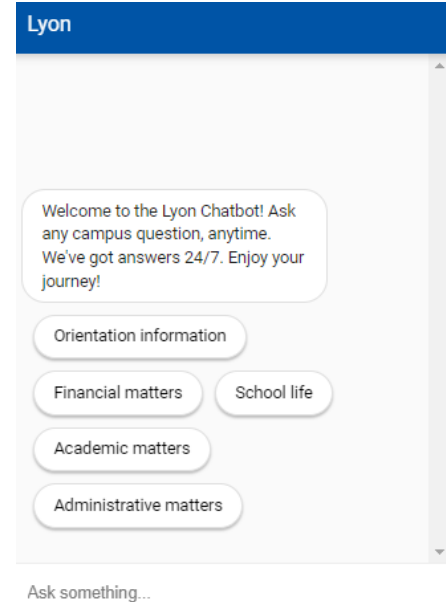 Lyon
Welcome to the Lyon Chatbot! Ask
any campus question, anytime.
We've got answers 24/7. Enjoy your
journey!
Orientation information
Financial matters
School life
Academic matters
Administrative matters
Ask something...